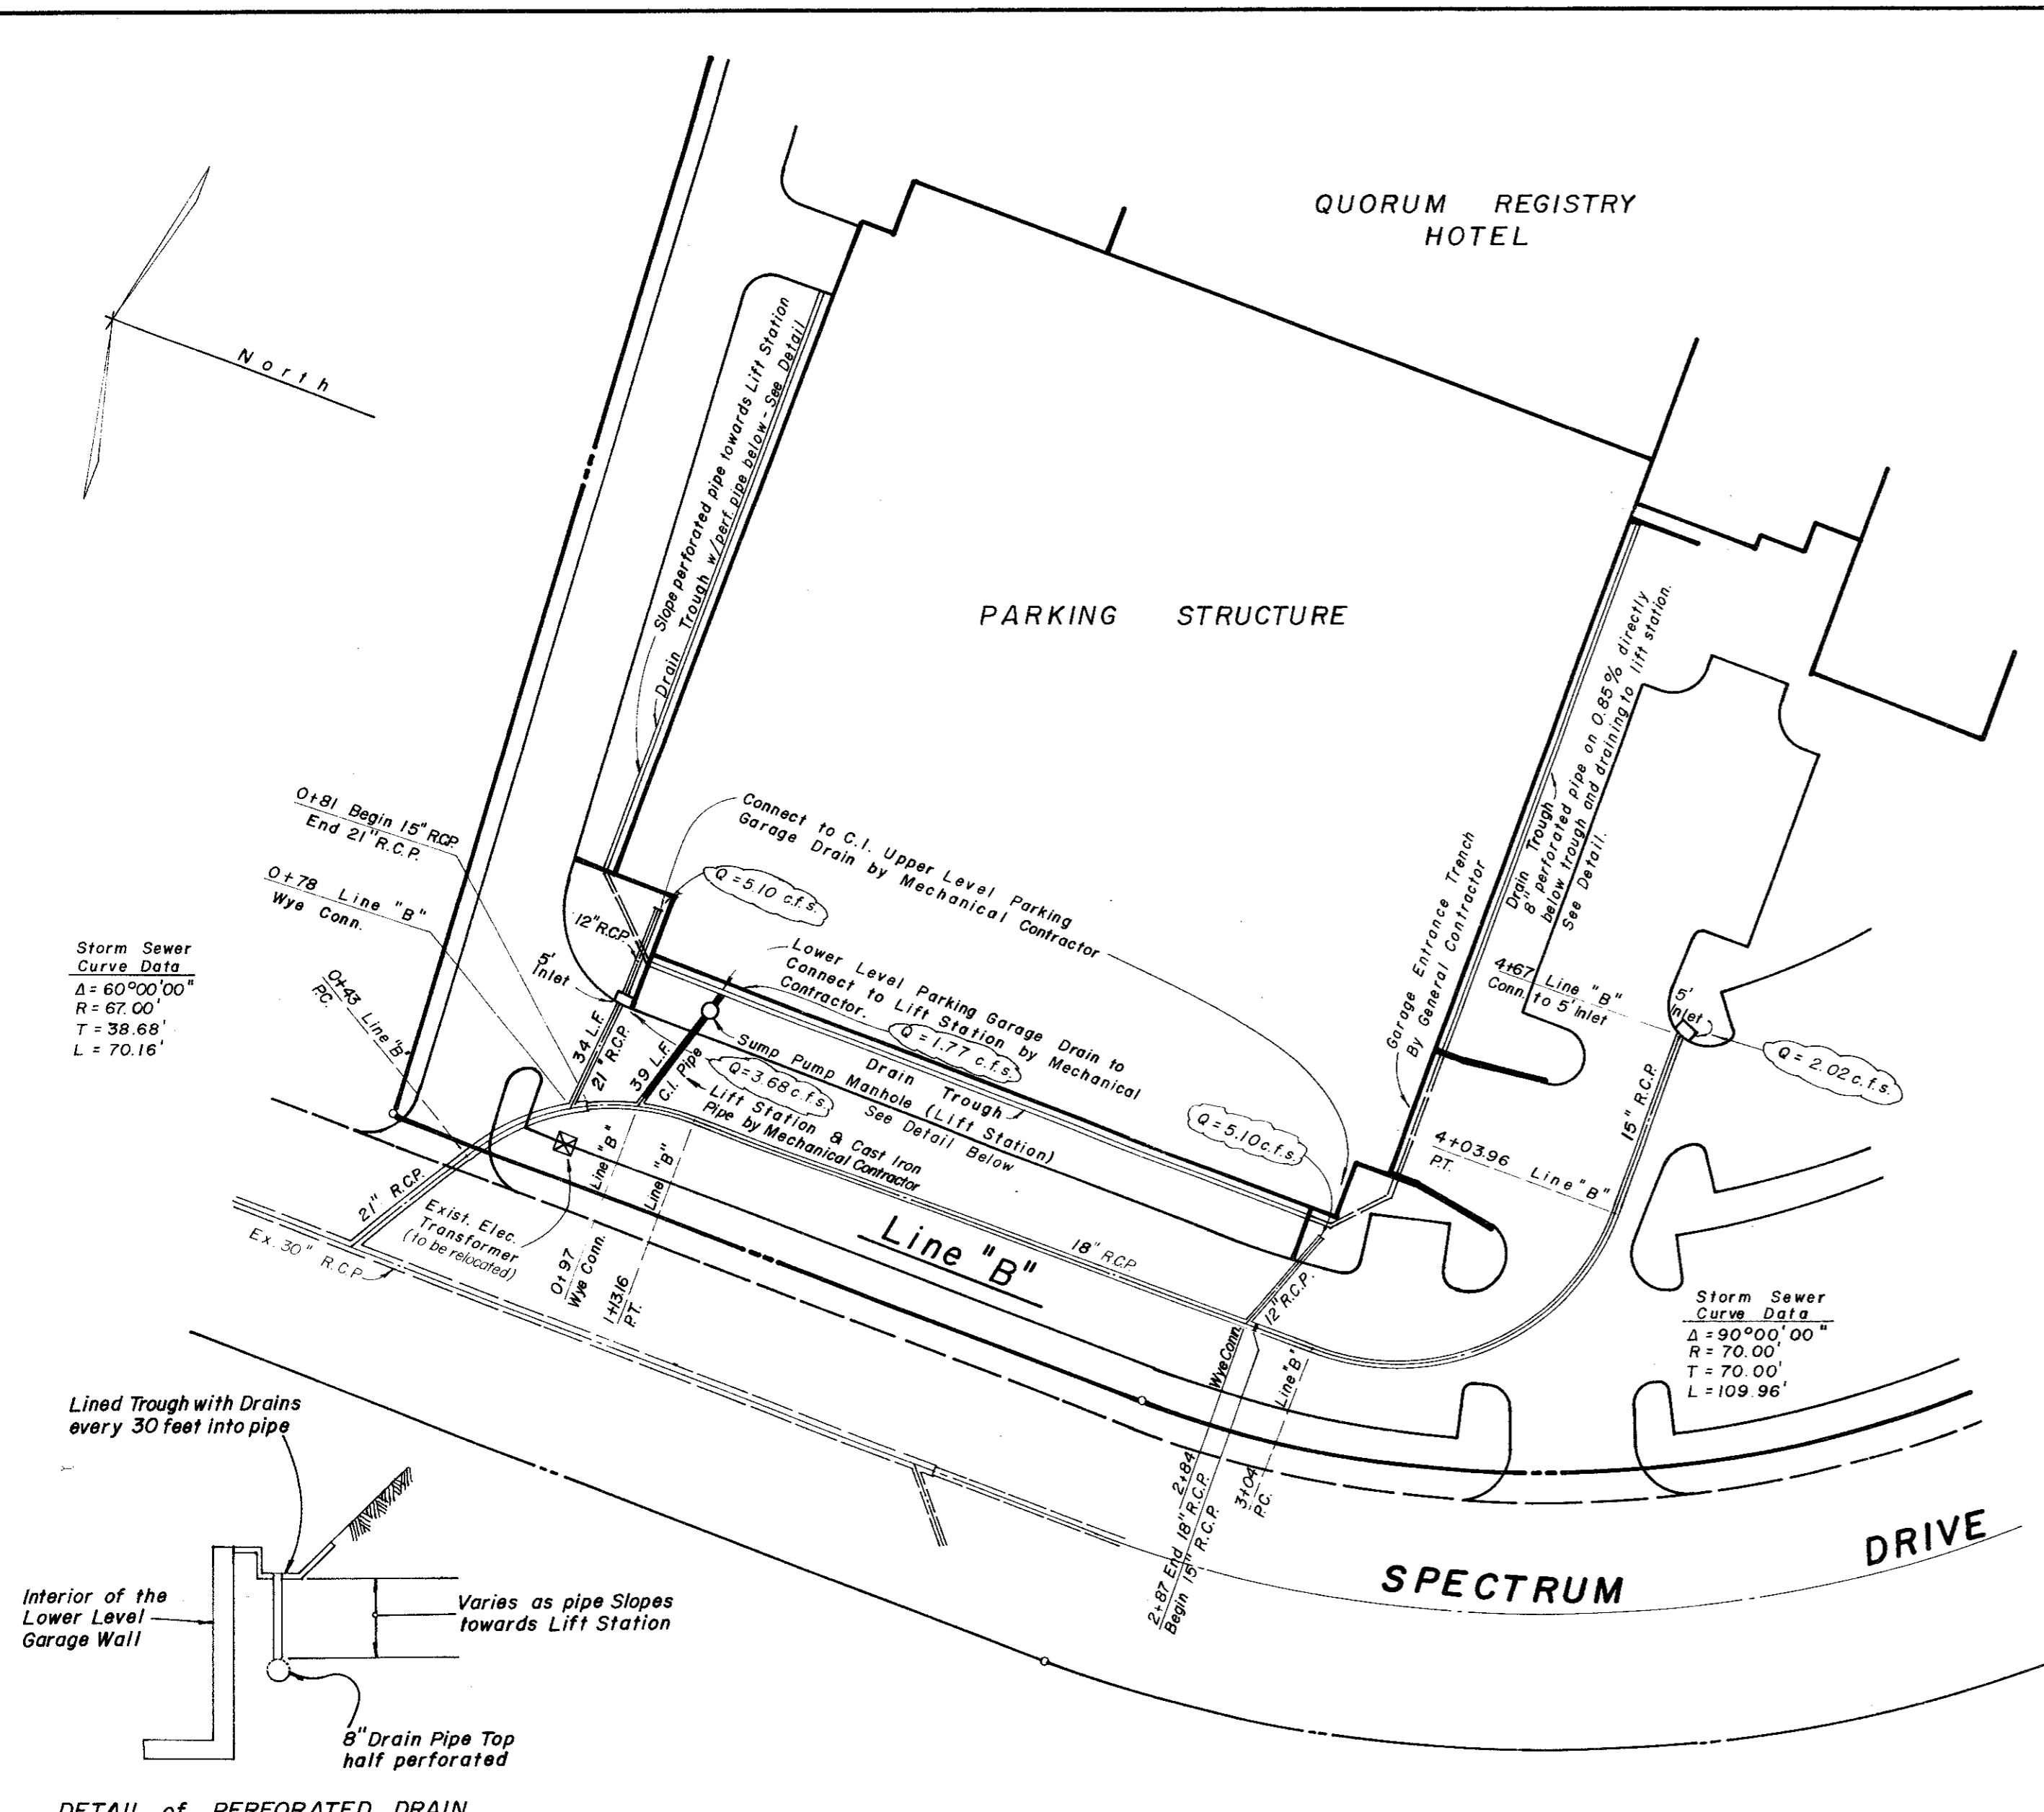 QUORUM REGISTRY
HOTEL
North
Slope perforated pipe towards Lift Station
Drain Trough w/perf. pipe below - See Detail
PARKING STRUCTURE
Drain Trough
8" perforated pipe on 0.85% directly
below trough and draining to lift station.
See Detail.
Garage Entrance Trench
By General Contractor
0+81 Begin 15" R.C.P.
End 21" R.C.P.
0+78 Line "B"
Wye Conn.
Connect to C.I. Upper Level Parking
Garage Drain by Mechanical Contractor
Q = 5.10 c.f.s.
12" R.C.P.
5'
Inlet
Lower Level Parking Garage Drain to
Connect to Lift Station by Mechanical
Contractor.
Q = 1.77 c.f.s.
Storm Sewer
Curve Data
Δ = 60°00'00"
R = 67.00'
T = 38.68'
L = 70.16'
0+43 Line "B"
P.C.
34 L.F.
21" R.C.P.
39 L.F.
C.I. Pipe
Sump Pump
Manhole (Lift Station)
See Detail Below
Drain Trough
Q=3.68 c.f.s.
Lift Station & Cast Iron
Pipe by Mechanical Contractor
Q=5.10 c.f.s.
4+67 Line "B"
Conn. to 5' Inlet
5'
Inlet
Q = 2.02 c.f.s.
15" R.C.P.
4+03.96 Line "B"
P.T.
21" R.C.P.
Ex. 30" R.C.P.
Exist. Elec.
Transformer
(to be relocated)
0+97 Line "B"
Wye Conn.
1+13.16 Line "B"
P.T.
Line "B"
18" R.C.P.
12" R.C.P.
2+84 Wye Conn.
2+87 End 18" R.C.P.
Begin 15" R.C.P.
3+04 Line "B"
P.C.
Storm Sewer
Curve Data
Δ = 90°00'00"
R = 70.00'
T = 70.00'
L = 109.96'
SPECTRUM DRIVE
Lined Trough with Drains
every 30 feet into pipe
Interior of the
Lower Level
Garage Wall
Varies as pipe Slopes
towards Lift Station
8" Drain Pipe Top
half perforated
DETAIL of PERFORATED DRAIN